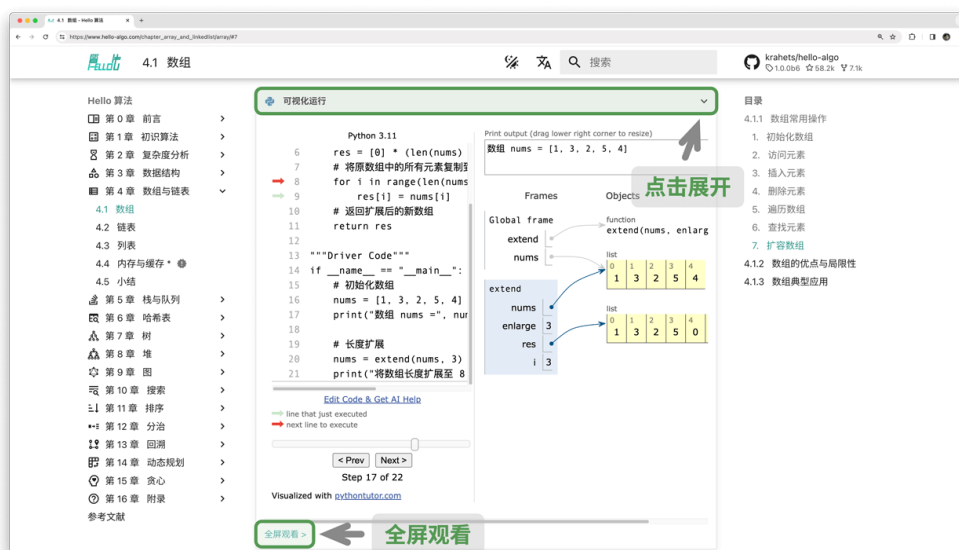 4.1 数组 - Hello 算法
https://www.hello-algo.com/chapter_array_and_linkedlist/array/#7
4.1 数组
搜索
krahets/hello-algo
1.0.0b6 58.2k 7.1k
Hello 算法
第 0 章 前言
第 1 章 初识算法
第 2 章 复杂度分析
第 3 章 数据结构
第 4 章 数组与链表
4.1 数组
4.2 链表
4.3 列表
4.4 内存与缓存 *
4.5 小结
第 5 章 栈与队列
第 6 章 哈希表
第 7 章 树
第 8 章 堆
第 9 章 图
第 10 章 搜索
第 11 章 排序
第 12 章 分治
第 13 章 回溯
第 14 章 动态规划
第 15 章 贪心
第 16 章 附录
参考文献
可视化运行
Python 3.11
6 res = [0] * (len(nums)
7 # 将原数组中的所有元素复制到
8 for i in range(len(nums
9 res[i] = nums[i]
10 # 返回扩展后的新数组
11 return res
12
13 """Driver Code"""
14 if __name__ == "__main__":
15 # 初始化数组
16 nums = [1, 3, 2, 5, 4]
17 print("数组 nums =", num
18
19 # 长度扩展
20 nums = extend(nums, 3)
21 print("将数组长度扩展至 8
Edit Code & Get AI Help
line that just executed
next line to execute
< Prev Next >
Step 17 of 22
Visualized with pythontutor.com
全屏观看 >
全屏观看
Print output (drag lower right corner to resize)
数组 nums = [1, 3, 2, 5, 4]
点击展开
Frames Objects
Global frame
extend
nums
function
extend(nums, enlarg
list
0 1 2 3 4
1 3 2 5 4
extend
nums
enlarge 3
res
i 3
list
0 1 2 3 4
1 3 2 5 0
目录
4.1.1 数组常用操作
1. 初始化数组
2. 访问元素
3. 插入元素
4. 删除元素
5. 遍历数组
6. 查找元素
7. 扩容数组
4.1.2 数组的优点与局限性
4.1.3 数组典型应用